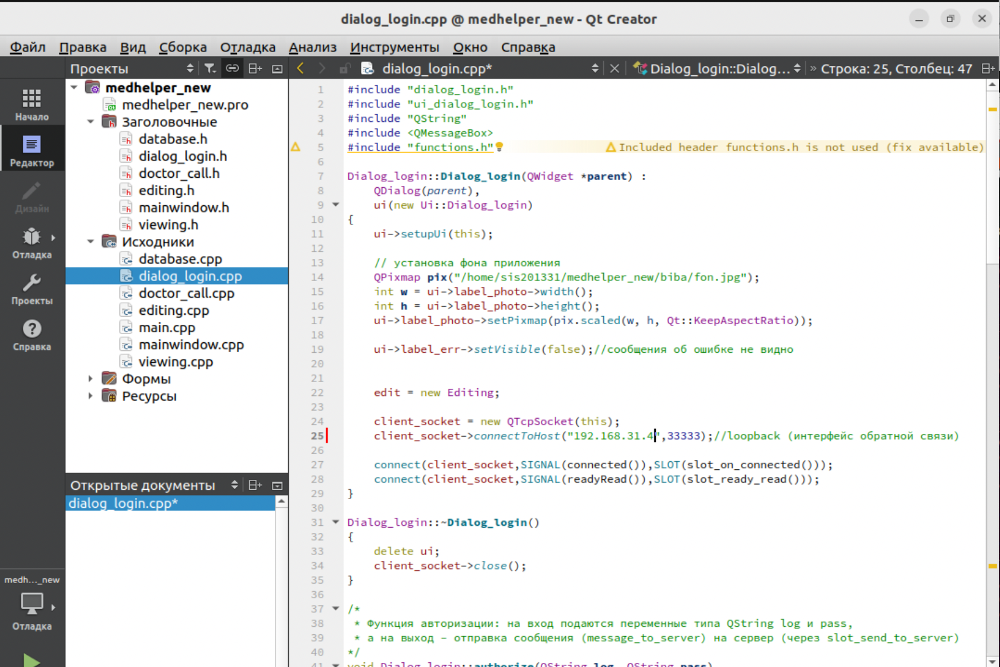 dialog_login.cpp @ medhelper_new - Qt Creator
Файл Правка Вид Сборка Отладка Анализ Инструменты Окно Справка
Проекты
dialog_login.cpp*
Dialog_login::Dialog... » Строка: 25, Столбец: 47
Начало
Редактор
Дизайн
Отладка
Проекты
Справка
medh..._new
Отладка
medhelper_new
medhelper_new.pro
Заголовочные
database.h
dialog_login.h
doctor_call.h
editing.h
mainwindow.h
viewing.h
Исходники
database.cpp
dialog_login.cpp
doctor_call.cpp
editing.cpp
main.cpp
mainwindow.cpp
viewing.cpp
Формы
Ресурсы
Открытые документы
dialog_login.cpp*
1 #include "dialog_login.h"
2 #include "ui_dialog_login.h"
3 #include "QString"
4 #include <QMessageBox>
5 #include "functions.h" Included header functions.h is not used (fix available)
6
7 Dialog_login::Dialog_login(QWidget *parent) :
8 QDialog(parent),
9 ui(new Ui::Dialog_login)
10 {
11 ui->setupUi(this);
12
13 // установка фона приложения
14 QPixmap pix("/home/sis201331/medhelper_new/biba/fon.jpg");
15 int w = ui->label_photo->width();
16 int h = ui->label_photo->height();
17 ui->label_photo->setPixmap(pix.scaled(w, h, Qt::KeepAspectRatio));
18
19 ui->label_err->setVisible(false);//сообщения об ошибке не видно
20
21
22 edit = new Editing;
23
24 client_socket = new QTcpSocket(this);
25 client_socket->connectToHost("192.168.31.4",33333);//loopback (интерфейс обратной связи)
26
27 connect(client_socket,SIGNAL(connected()),SLOT(slot_on_connected()));
28 connect(client_socket,SIGNAL(readyRead()),SLOT(slot_ready_read()));
29 }
30
31 Dialog_login::~Dialog_login()
32 {
33 delete ui;
34 client_socket->close();
35 }
36
37 /*
38 * Функция авторизации: на вход подаются переменные типа QString log и pass,
39 * а на выход – отправка сообщения (message_to_server) на сервер (через slot_send_to_server)
40 */
41 void Dialog_login::authorize(QString log, QString pass)